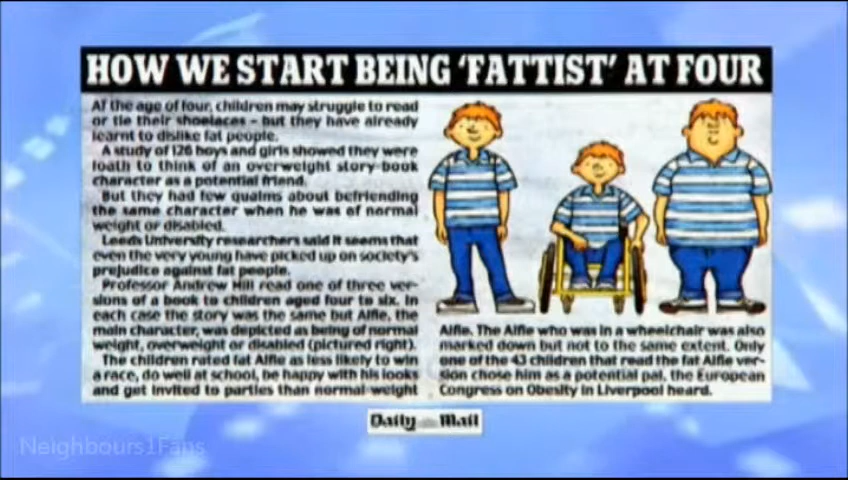 HOW WE START BEING 'FATTIST' AT FOUR
At the age of four, children may struggle to read
or tie their shoelaces – but they have already
learnt to dislike fat people.
A study of 126 boys and girls showed they were
loath to think of an overweight story-book
character as a potential friend.
But they had few qualms about befriending
the same character when he was of normal
weight or disabled.
Leeds University researchers said it seems that
even the very young have picked up on society's
prejudice against fat people.
Professor Andrew Hill read one of three ver-
sions of a book to children aged four to six. In
each case the story was the same but Alfie, the
main character, was depicted as being of normal
weight, overweight or disabled (pictured right).
The children rated fat Alfie as less likely to win
a race, do well at school, be happy with his looks
and get invited to parties than normal-weight
Alfie. The Alfie who was in a wheelchair was also
marked down but not to the same extent. Only
one of the 43 children that read the fat Alfie ver-
sion chose him as a potential pal, the European
Congress on Obesity in Liverpool heard.
Daily Mail
Neighbours1Fans